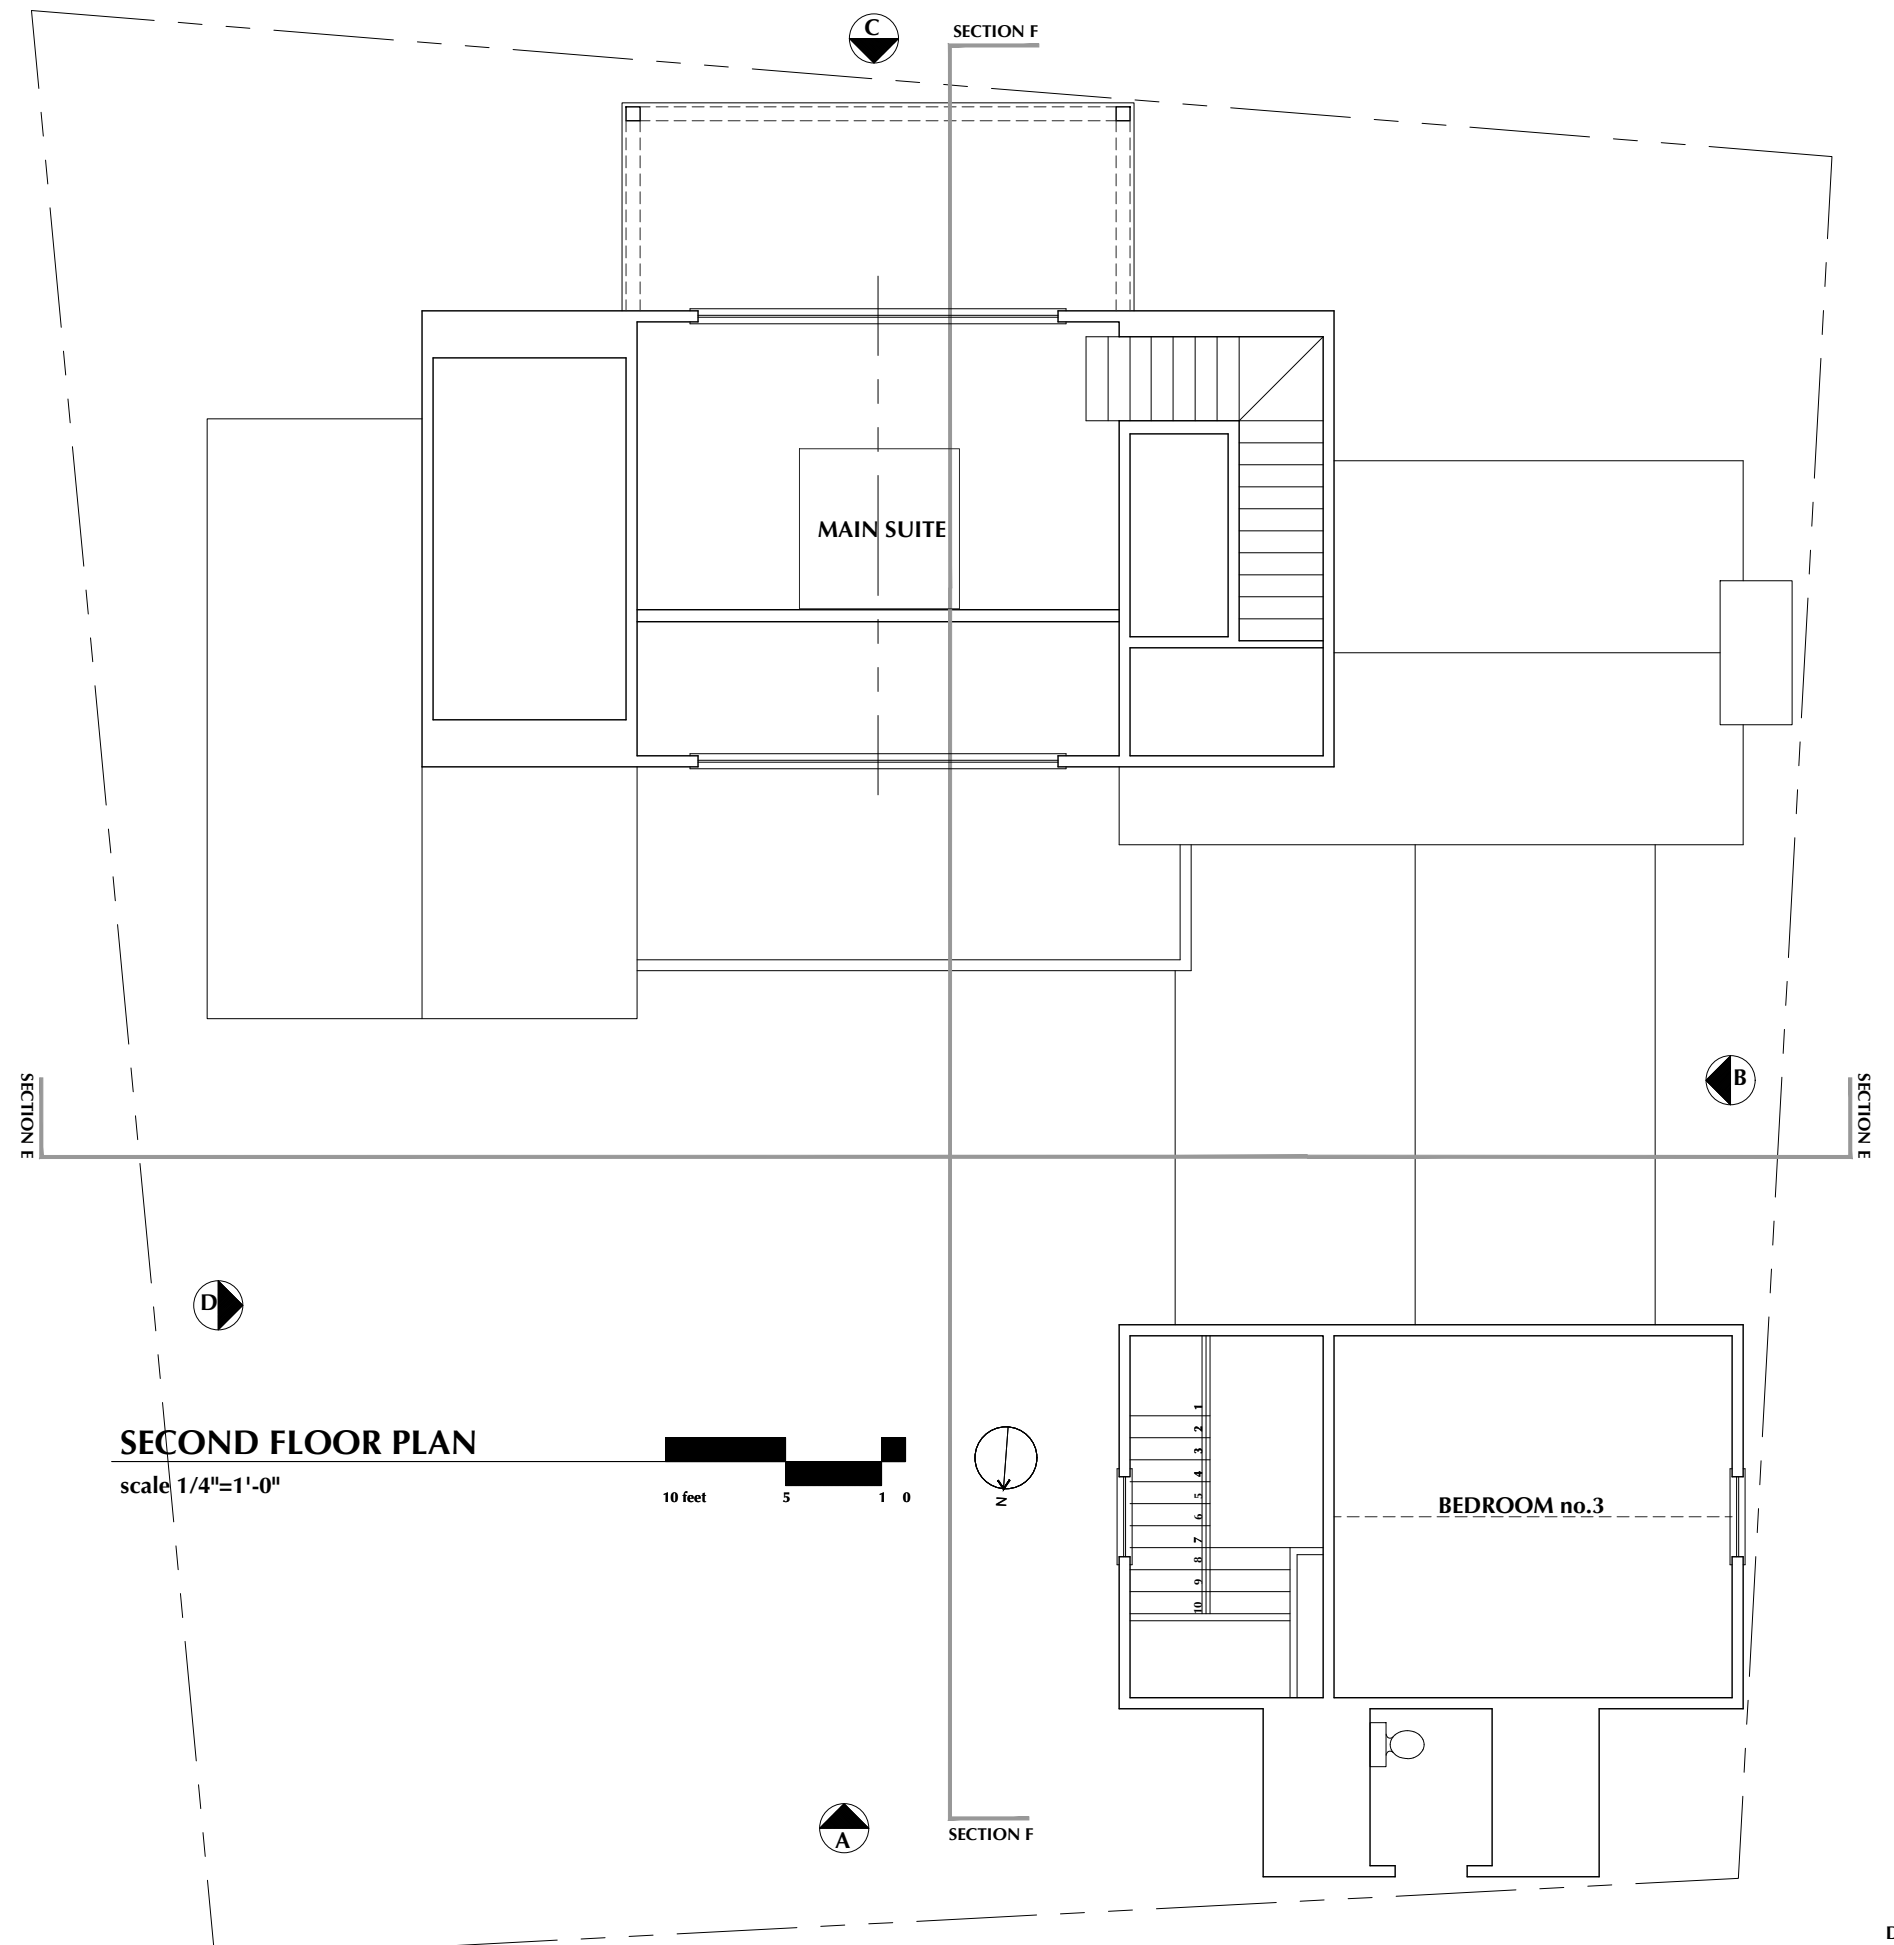 C
SECTION F
MAIN SUITE
SECTION E
B
SECTION E
D
SECOND FLOOR PLAN
scale 1/4"=1'-0"
10 feet 5 1 0
N
1
2
3
4
5
6
7
8
9
10
BEDROOM no.3
A
SECTION F